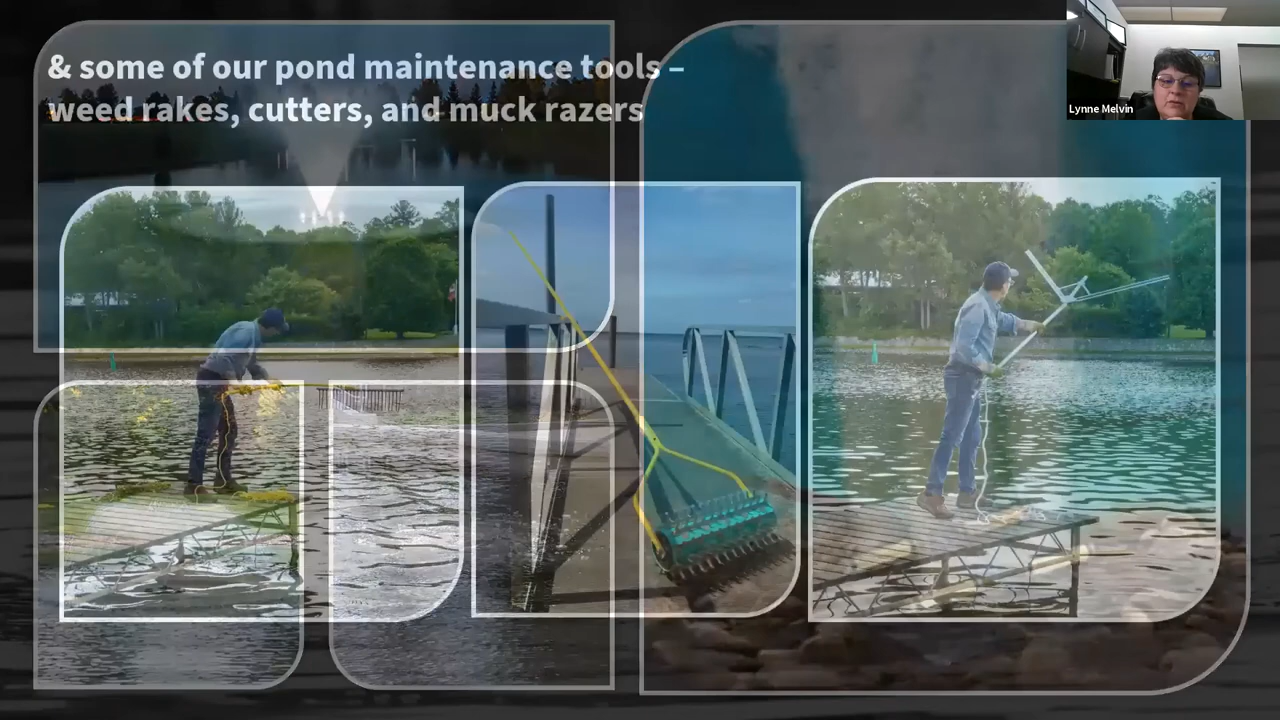 & some of our pond maintenance tools –
weed rakes, cutters, and muck razers
Lynne Melvin